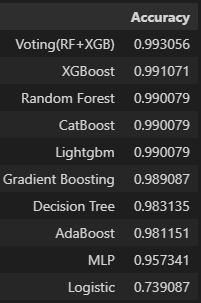 Accuracy
Voting(RF+XGB) 0.993056
XGBoost 0.991071
Random Forest 0.990079
CatBoost 0.990079
Lightgbm 0.990079
Gradient Boosting 0.989087
Decision Tree 0.983135
AdaBoost 0.981151
MLP 0.957341
Logistic 0.739087